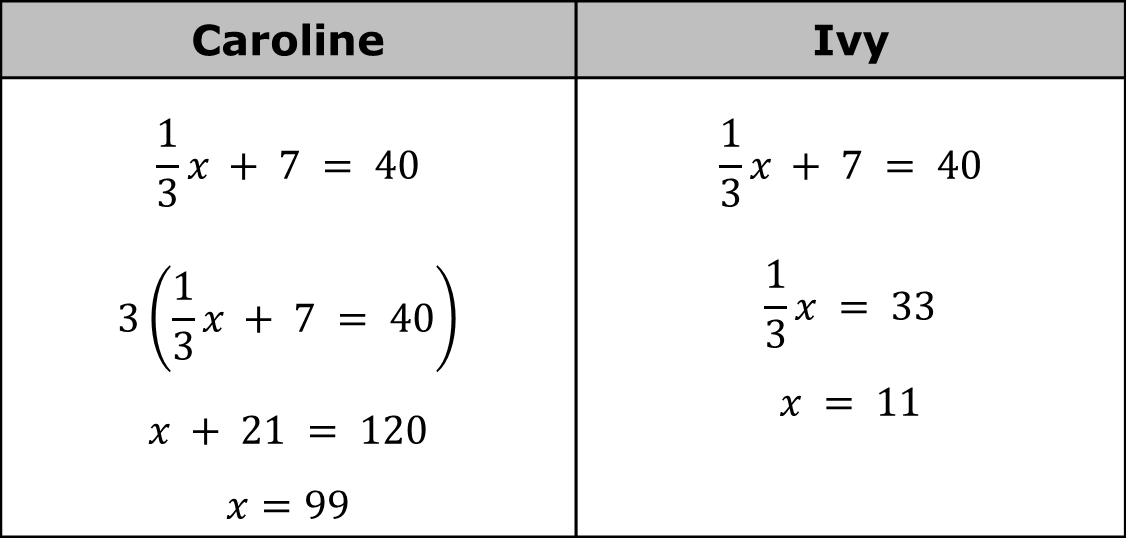 Caroline
1/3 x + 7 = 40
3(1/3 x + 7 = 40)
x + 21 = 120
x = 99
Ivy
1/3 x + 7 = 40
1/3 x = 33
x = 11